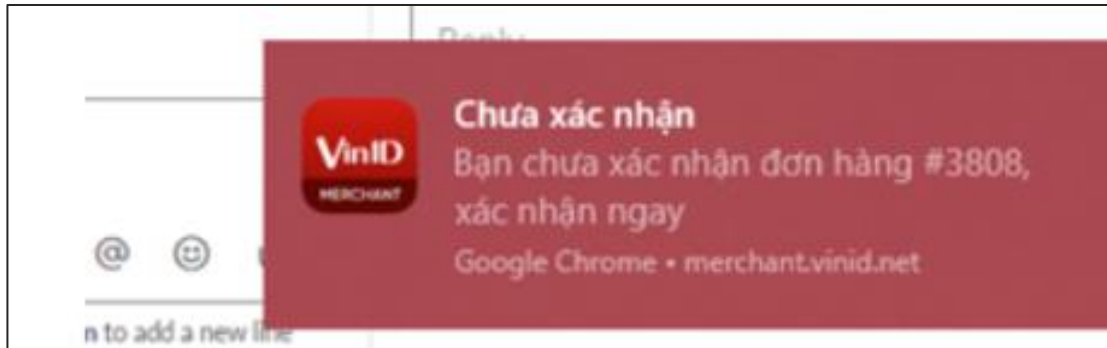 Reply
VinID
MERCHANT
Chưa xác nhận
Bạn chưa xác nhận đơn hàng #3808,
xác nhận ngay
@
Google Chrome • merchant.vinid.net
n to add a new line